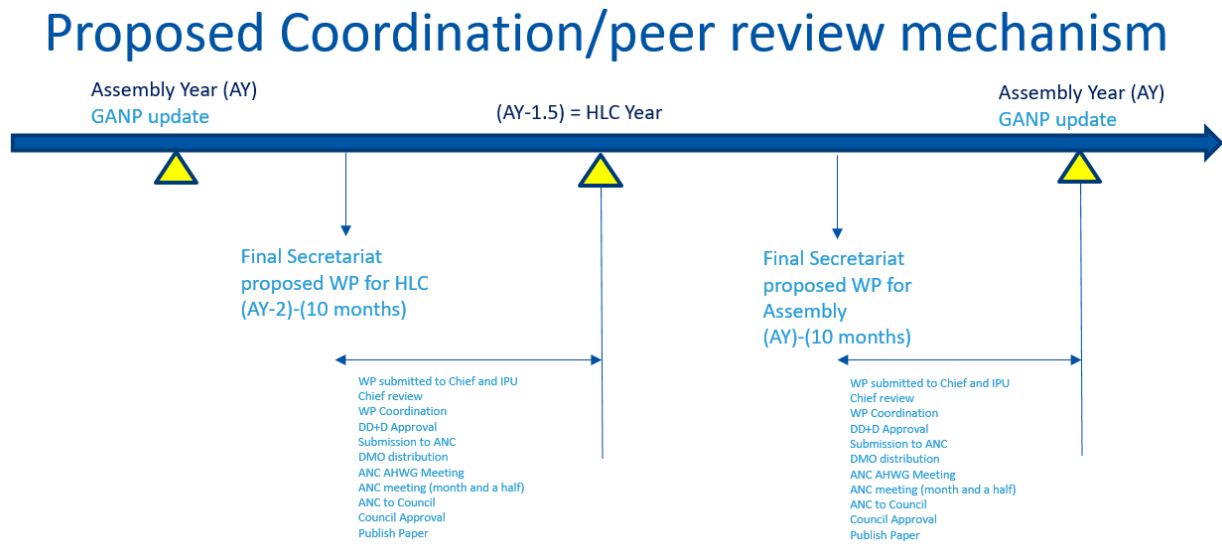 Proposed Coordination/peer review mechanism
Assembly Year (AY)
GANP update
(AY-1.5) = HLC Year
Assembly Year (AY)
GANP update
Final Secretariat
proposed WP for HLC
(AY-2)-(10 months)
Final Secretariat
proposed WP for
Assembly
(AY)-(10 months)
WP submitted to Chief and IPU
Chief review
WP Coordination
DD+D Approval
Submission to ANC
DMO distribution
ANC AHWG Meeting
ANC meeting (month and a half)
ANC to Council
Council Approval
Publish Paper
WP submitted to Chief and IPU
Chief review
WP Coordination
DD+D Approval
Submission to ANC
DMO distribution
ANC AHWG Meeting
ANC meeting (month and a half)
ANC to Council
Council Approval
Publish Paper